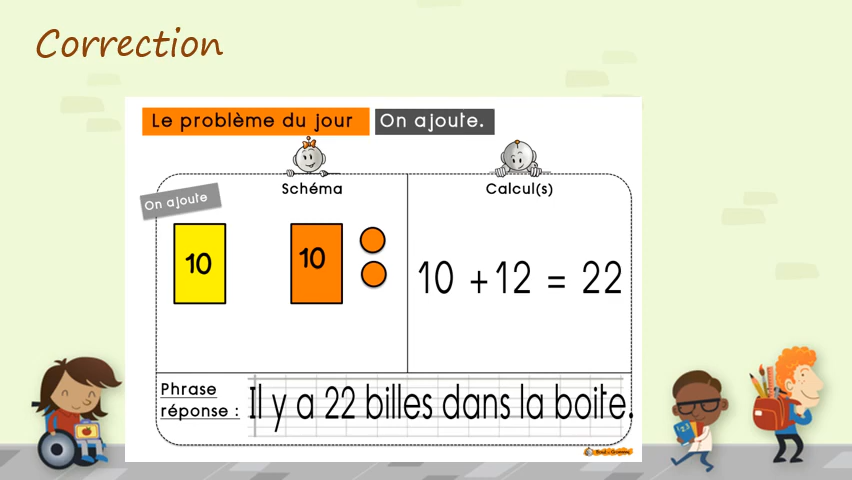 Correction
Le problème du jour On ajoute.
Schéma Calcul(s)
On ajoute
10 10
10 + 12 = 22
Phrase
réponse : Il y a 22 billes dans la boite.